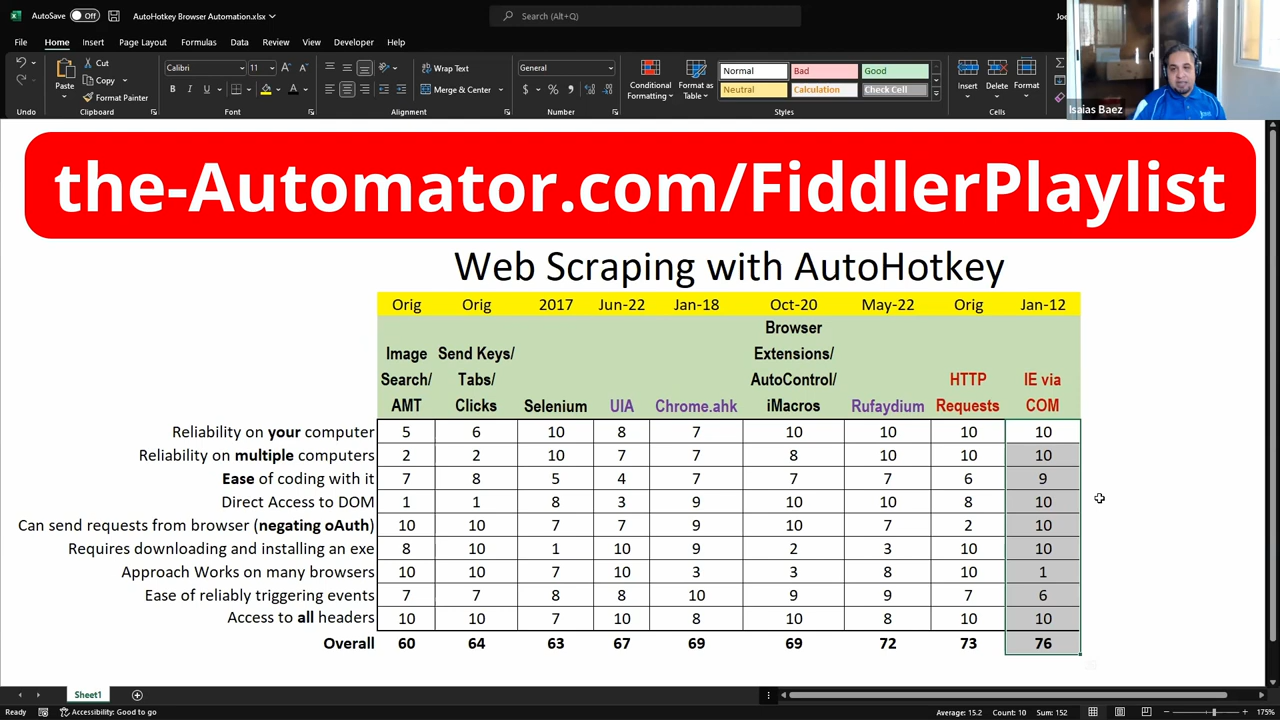 AutoSave Off AutoHotkey Browser Automation.xlsx Search (Alt+Q)
File Home Insert Page Layout Formulas Data Review View Developer Help
Cut
Copy
Format Painter
Paste
Undo Clipboard
Calibri 11
B I U
Font
Wrap Text
Merge & Center
Alignment
General
$ % 9
Number
Conditional Formatting
Format as Table
Normal Bad Good
Neutral Calculation Check Cell
Styles
Insert Delete Format
Cells
Isaias Baez
the-Automator.com/FiddlerPlaylist
Web Scraping with AutoHotkey
Orig Orig 2017 Jun-22 Jan-18 Oct-20 May-22 Orig Jan-12
Image Search/ AMT
Send Keys/ Tabs/ Clicks
Selenium
UIA
Chrome.ahk
Browser Extensions/ AutoControl/ iMacros
Rufaydium
HTTP Requests
IE via COM
Reliability on your computer 5 6 10 8 7 10 10 10 10
Reliability on multiple computers 2 2 10 7 7 8 10 10 10
Ease of coding with it 7 8 5 4 7 7 7 6 9
Direct Access to DOM 1 1 8 3 9 10 10 8 10
Can send requests from browser (negating oAuth) 10 10 7 7 9 10 7 2 10
Requires downloading and installing an exe 8 10 1 10 9 2 3 10 10
Approach Works on many browsers 10 10 7 10 3 3 8 10 1
Ease of reliably triggering events 7 7 8 8 10 9 9 7 6
Access to all headers 10 10 7 10 8 10 8 10 10
Overall 60 64 63 67 69 69 72 73 76
Sheet1
Ready Accessibility: Good to go Average: 15.2 Count: 10 Sum: 152 175%